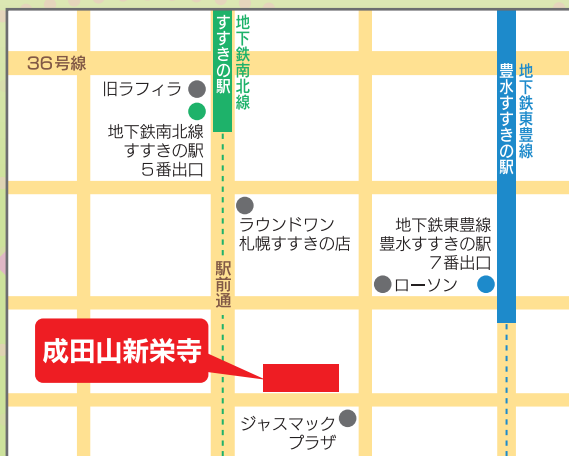 地下鉄南北線
すすきの駅
地下鉄東豊線
豊水すすきの駅
36号線
旧ラフィラ
地下鉄南北線
すすきの駅
5番出口
ラウンドワン
札幌すすきの店
地下鉄東豊線
豊水すすきの駅
7番出口
駅前通
ローソン
成田山新栄寺
ジャスマック
プラザ